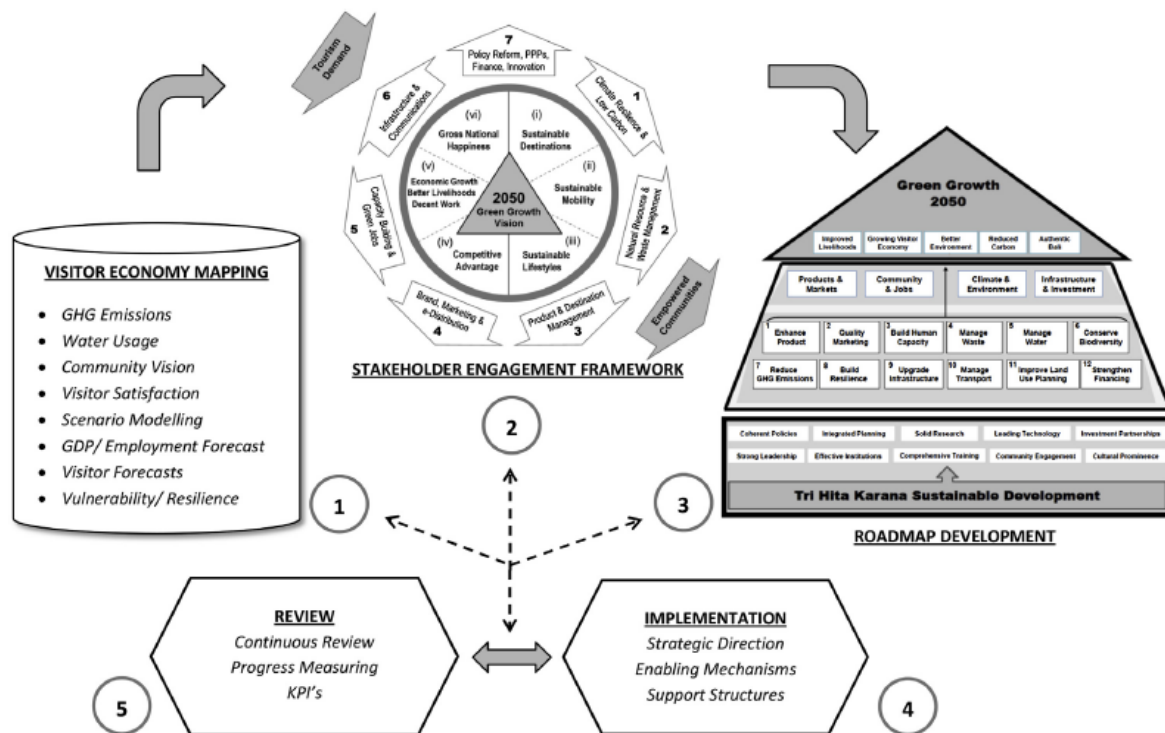 VISITOR ECONOMY MAPPING
GHG Emissions
Water Usage
Community Vision
Visitor Satisfaction
Scenario Modelling
GDP/ Employment Forecast
Visitor Forecasts
Vulnerability/ Resilience
1
Tourism
Demand
7
Policy Reform, PPPs,
Finance, Innovation
1
Climate Resilience &
Low Carbon
2
Natural Resource &
Waste Management
3
Product & Destination
Management
4
Brand, Marketing &
e-Distribution
5
Capacity Building &
Green Jobs
6
Infrastructure &
Communications
(i)
Sustainable
Destinations
(ii)
Sustainable
Mobility
(iii)
Sustainable
Lifestyles
(iv)
Competitive
Advantage
(v)
Economic Growth
Better Livelihoods
Decent Work
(vi)
Gross National
Happiness
2050
Green Growth
Vision
Empowered
Communities
STAKEHOLDER ENGAGEMENT FRAMEWORK
2
Green Growth
2050
Improved
Livelihoods
Growing Visitor
Economy
Better
Environment
Reduced
Carbon
Authentic
Bali
Products &
Markets
Community
& Jobs
Climate &
Environment
Infrastructure
& Investment
1 Enhance
Product
2 Quality
Marketing
3 Build Human
Capacity
4 Manage
Waste
5 Manage
Water
6 Conserve
Biodiversity
7 Reduce
GHG Emissions
8 Build
Resilience
9 Upgrade
Infrastructure
10 Manage
Transport
11 Improve Land
Use Planning
12 Strengthen
Financing
Coherent Policies
Integrated Planning
Solid Research
Leading Technology
Investment Partnerships
Strong Leadership
Effective Institutions
Comprehensive Training
Community Engagement
Cultural Prominence
Tri Hita Karana Sustainable Development
ROADMAP DEVELOPMENT
3
REVIEW
Continuous Review
Progress Measuring
KPI's
5
IMPLEMENTATION
Strategic Direction
Enabling Mechanisms
Support Structures
4